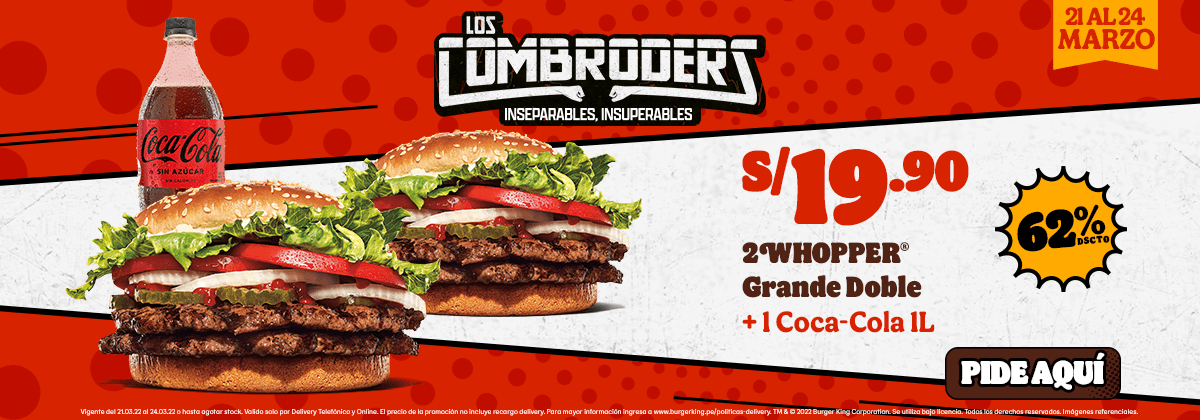 21 AL 24
MARZO
LOS
COMBRODERS
INSEPARABLES, INSUPERABLES
Coca-Cola
SIN AZÚCAR
SIN CALORÍAS
S/19.90
62%
DSCTO
2 WHOPPER®
Grande Doble
+ 1 Coca-Cola 1L
PIDE AQUÍ
Vigente del 21.03.22 al 24.03.22 o hasta agotar stock. Valido solo por Delivery Telefónico y Online. El precio de la promoción no incluye recargo delivery. Para mayor información ingresa a www.burgerking.pe/politicas-delivery. TM & © 2022 Burger King Corporation. Se utiliza bajo licencia. Todos los derechos reservados. Imágenes referenciales.